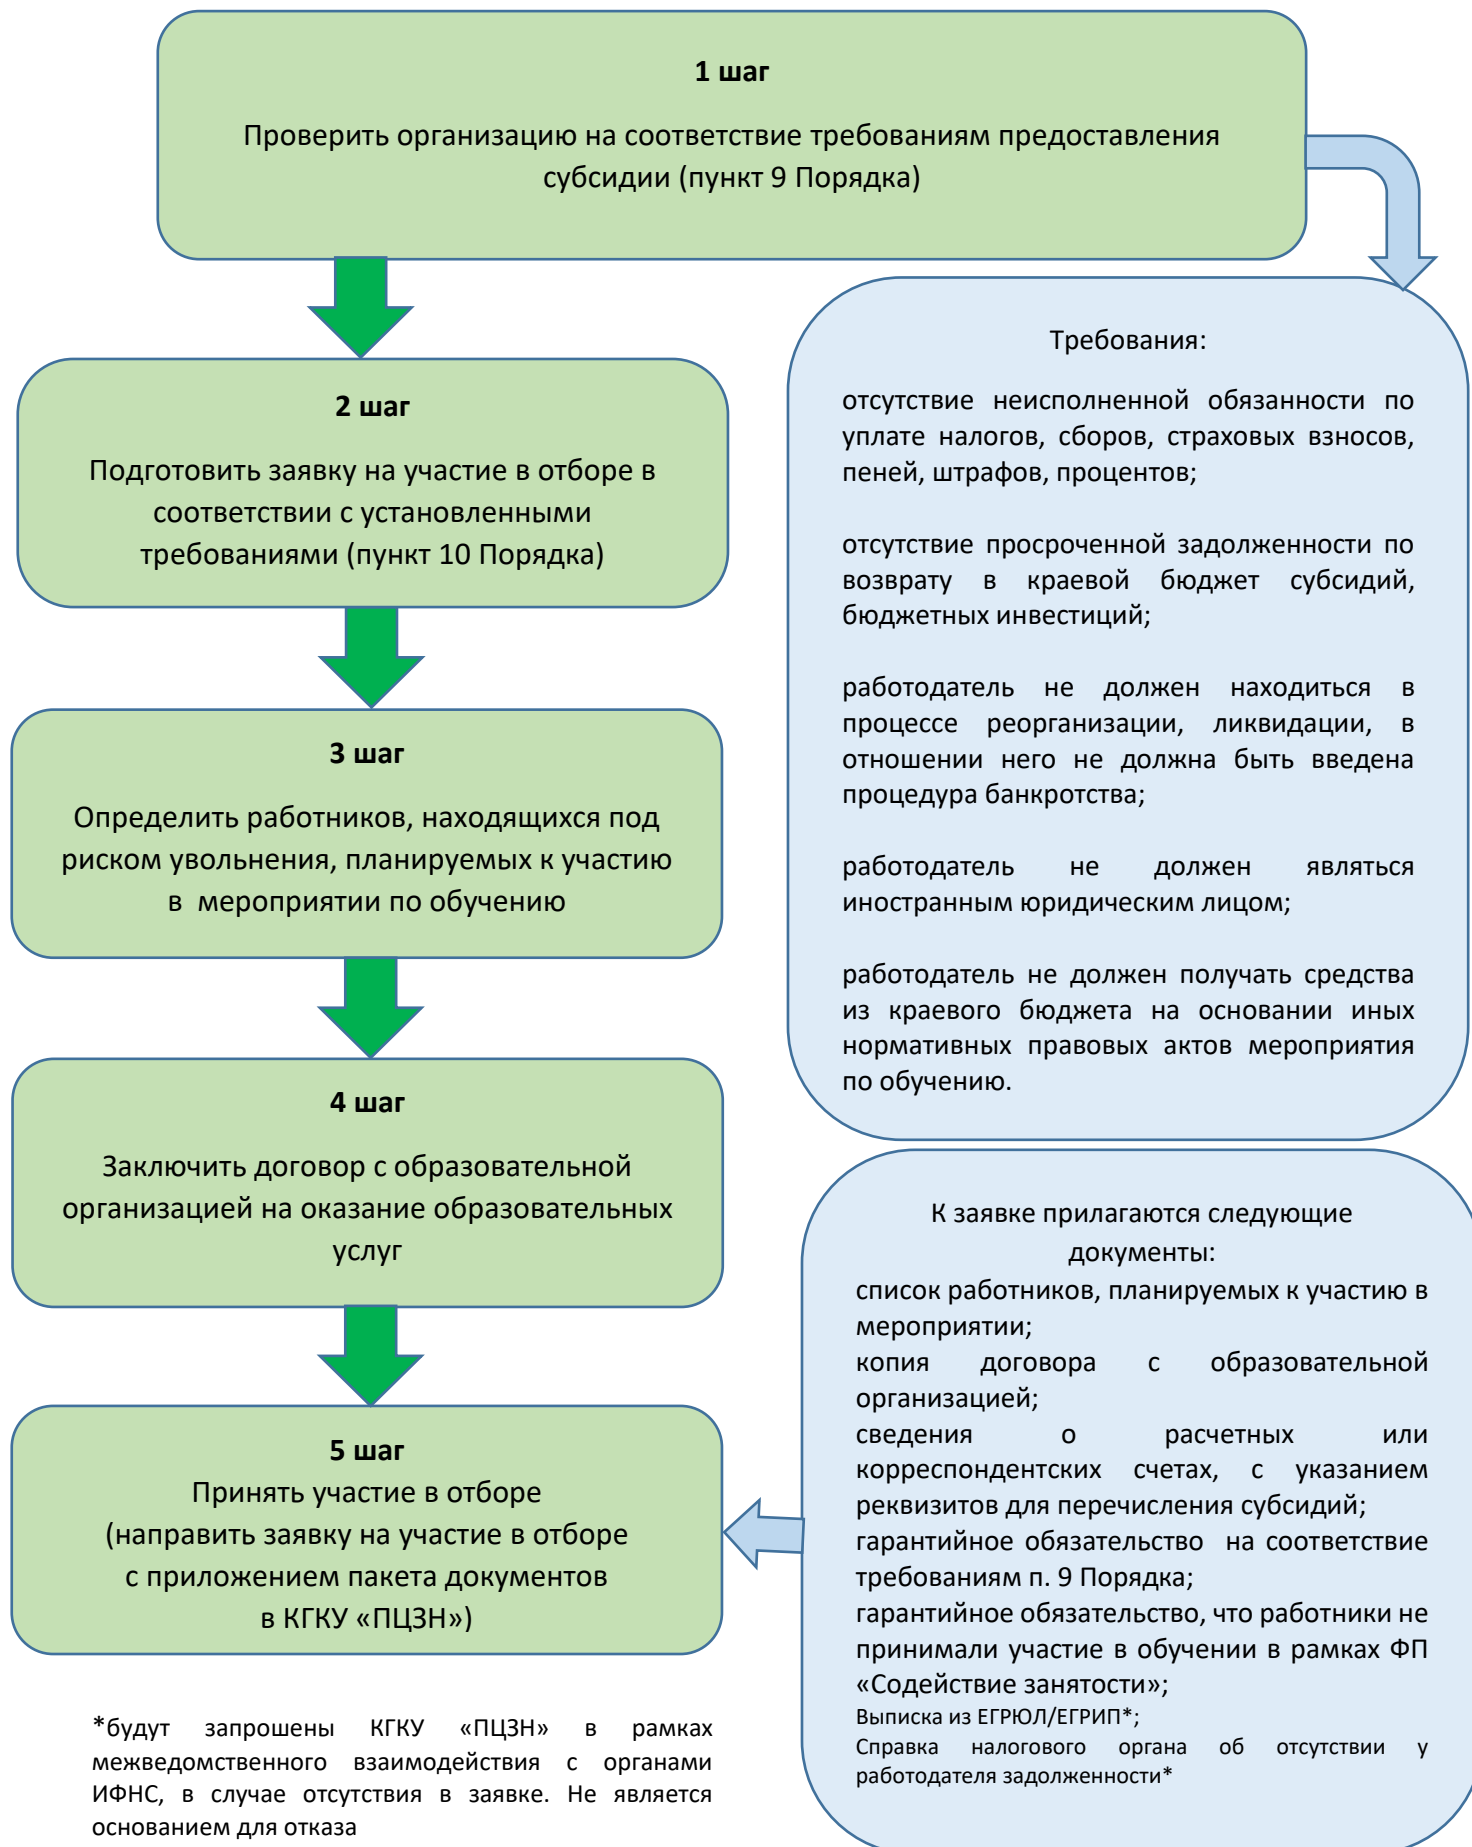 1 шаг
Проверить организацию на соответствие требованиям предоставления
субсидии (пункт 9 Порядка)
2 шаг
Подготовить заявку на участие в отборе в
соответствии с установленными
требованиями (пункт 10 Порядка)
3 шаг
Определить работников, находящихся под
риском увольнения, планируемых к участию
в мероприятии по обучению
4 шаг
Заключить договор с образовательной
организацией на оказание образовательных
услуг
5 шаг
Принять участие в отборе
(направить заявку на участие в отборе
с приложением пакета документов
в КГКУ «ПЦЗН»)
*будут запрошены КГКУ «ПЦЗН» в рамках
межведомственного взаимодействия с органами
ИФНС, в случае отсутствия в заявке. Не является
основанием для отказа
Требования:
отсутствие неисполненной обязанности по
уплате налогов, сборов, страховых взносов,
пеней, штрафов, процентов;
отсутствие просроченной задолженности по
возврату в краевой бюджет субсидий,
бюджетных инвестиций;
работодатель не должен находиться в
процессе реорганизации, ликвидации, в
отношении него не должна быть введена
процедура банкротства;
работодатель не должен являться
иностранным юридическим лицом;
работодатель не должен получать средства
из краевого бюджета на основании иных
нормативных правовых актов мероприятия
по обучению.
К заявке прилагаются следующие
документы:
список работников, планируемых к участию в
мероприятии;
копия договора с образовательной
организацией;
сведения о расчетных или
корреспондентских счетах, с указанием
реквизитов для перечисления субсидий;
гарантийное обязательство на соответствие
требованиям п. 9 Порядка;
гарантийное обязательство, что работники не
принимали участие в обучении в рамках ФП
«Содействие занятости»;
Выписка из ЕГРЮЛ/ЕГРИП*;
Справка налогового органа об отсутствии у
работодателя задолженности*